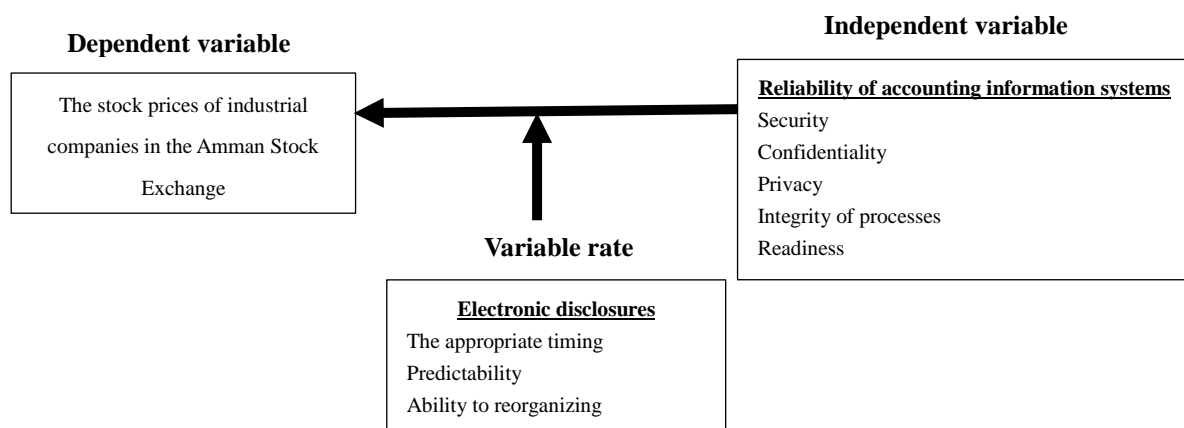 Dependent variable
The stock prices of industrial
companies in the Amman Stock
Exchange
Independent variable
Reliability of accounting information systems
Security
Confidentiality
Privacy
Integrity of processes
Readiness
Variable rate
Electronic disclosures
The appropriate timing
Predictability
Ability to reorganizing